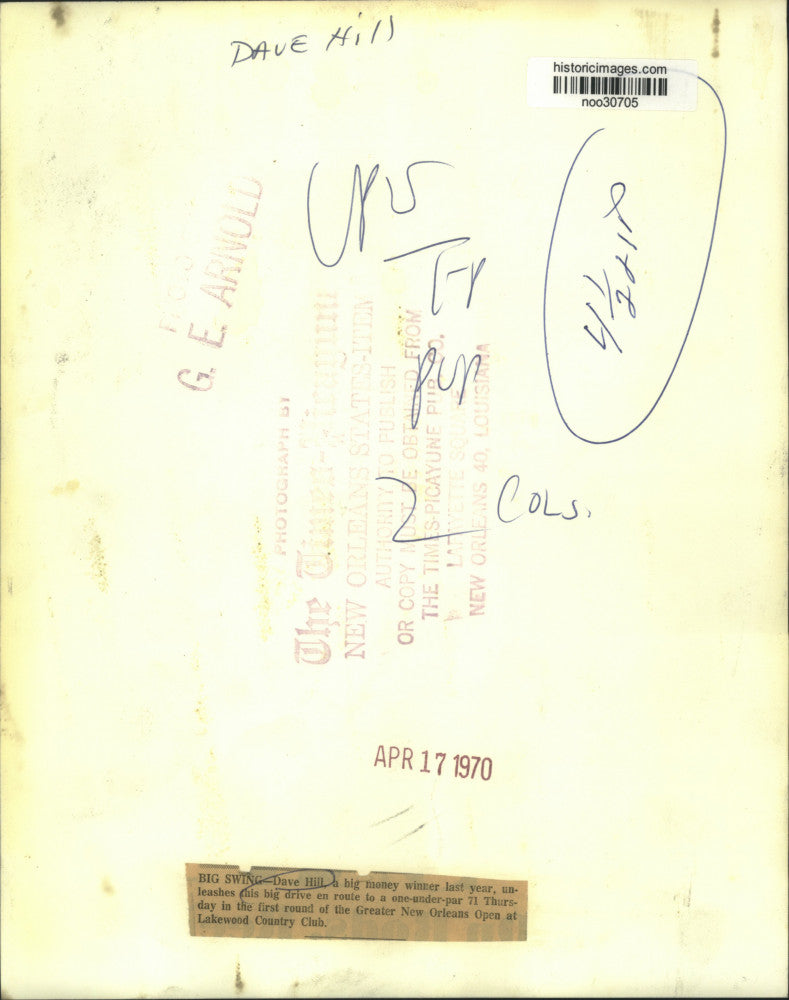 DAVE Hill
historicimages.com
noo30705
G. E. ARNOLD
PHOTOGRAPH BY
The Times-Picayune
NEW ORLEANS STATES-ITEM
AUTHORITY TO PUBLISH
OR COPY MUST BE OBTAINED FROM
THE TIMES-PICAYUNE PUB. CO.
LAFAYETTE SQUARE
NEW ORLEANS 40, LOUISIANA
2 COLS.
APR 17 1970
BIG SWING—Dave Hill, a big money winner last year, un-
leashes this big drive en route to a one-under-par 71 Thurs-
day in the first round of the Greater New Orleans Open at
Lakewood Country Club.